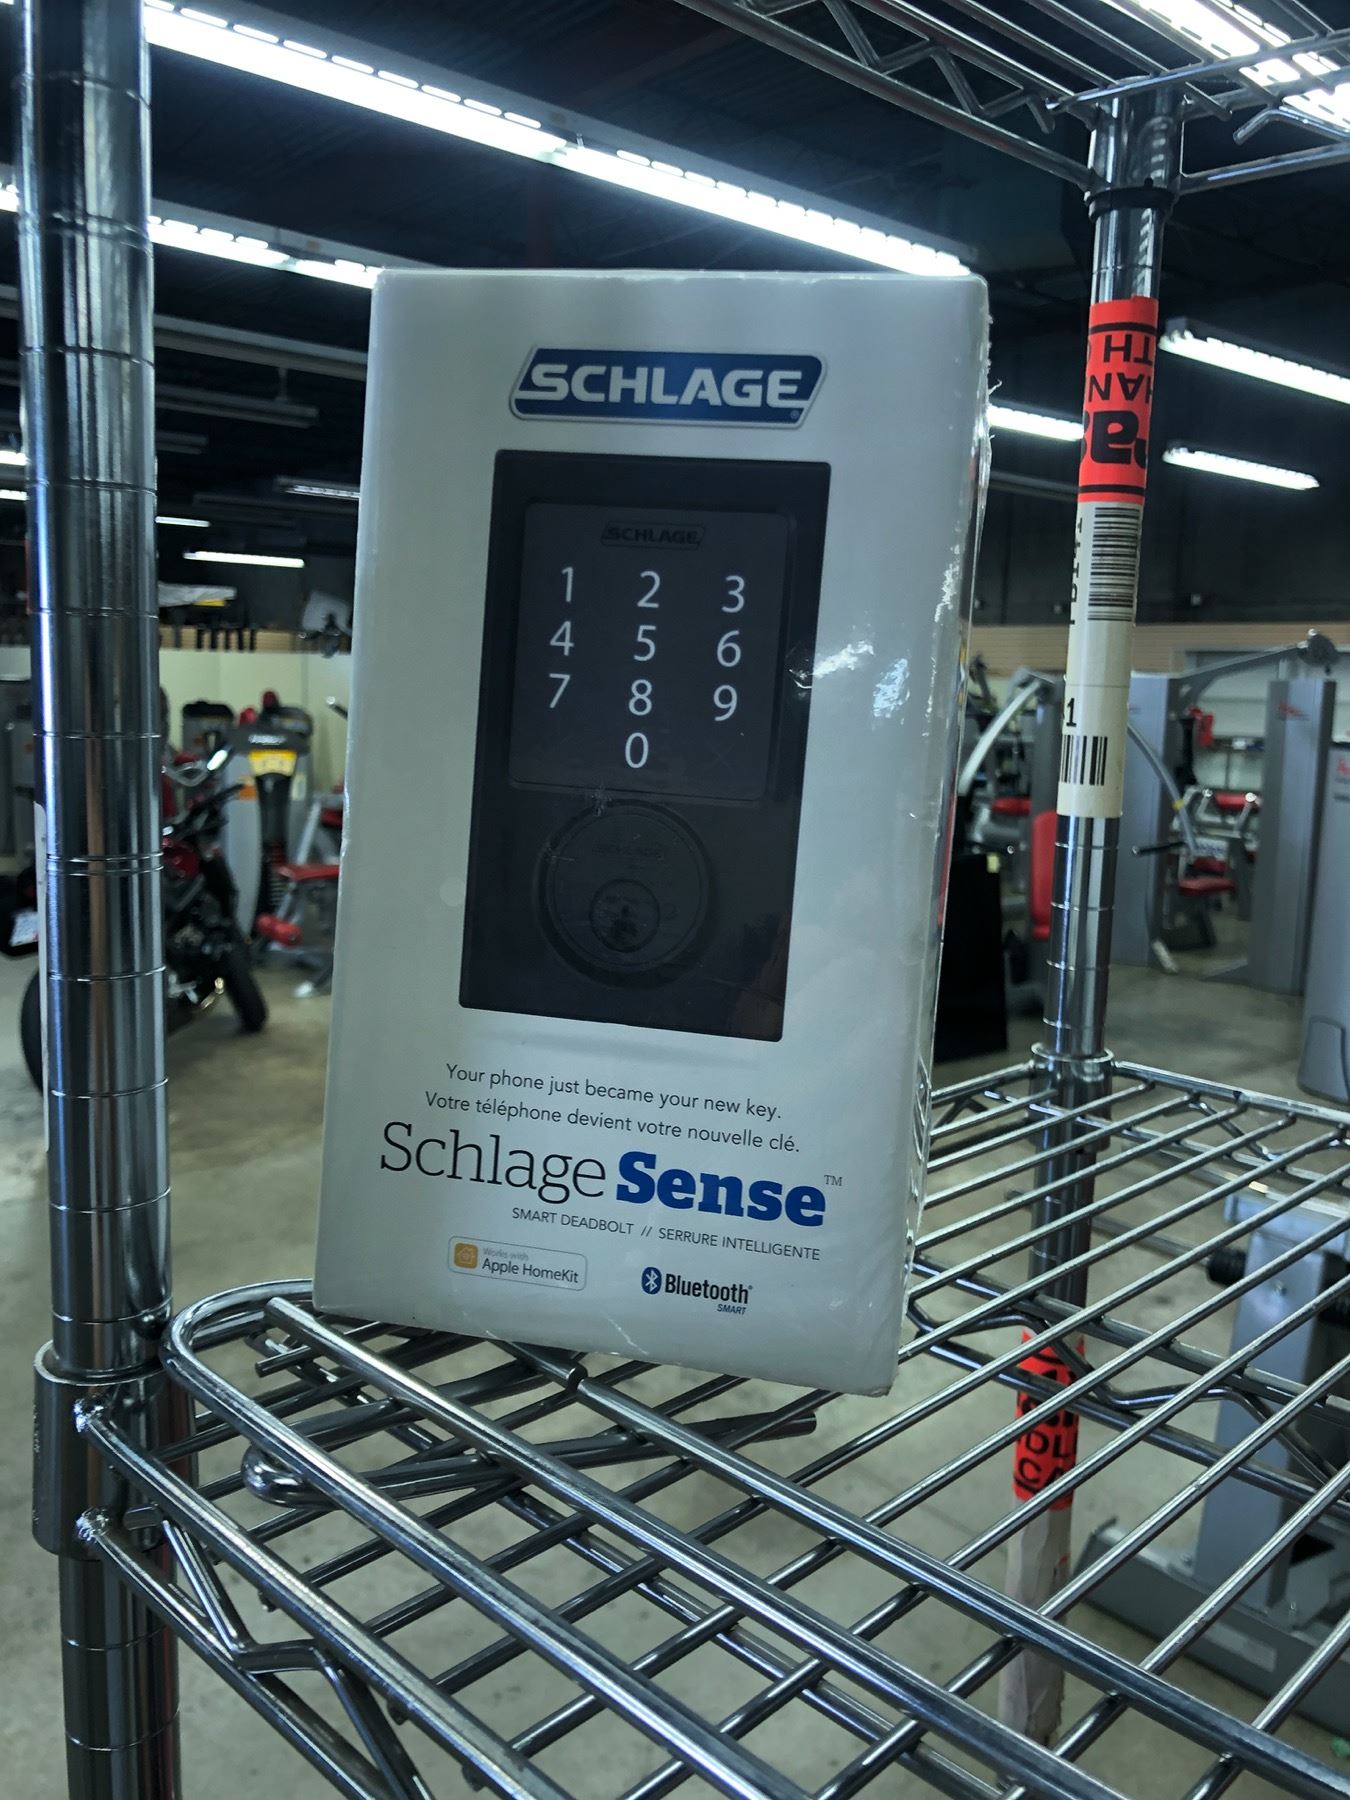 SCHLAGE
SCHLAGE
1 2 3
4 5 6
7 8 9
0
SCHLAGE
Your phone just became your new key.
Votre téléphone devient votre nouvelle clé.
Schlage Sense™
SMART DEADBOLT // SERRURE INTELLIGENTE
Works with
Apple HomeKit
Bluetooth®
SMART